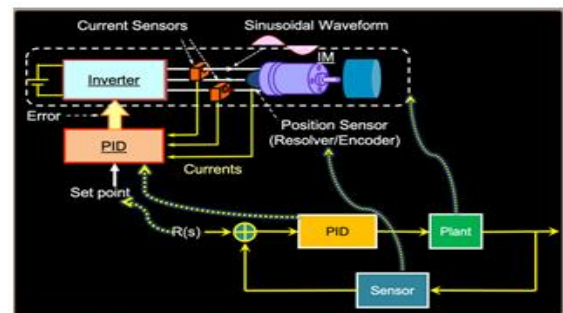 Current Sensors
Sinusoidal Waveform
IM
Inverter
Error
Position Sensor
(Resolver/Encoder)
PID
Currents
Set point
R(s)
PID
Plant
Sensor